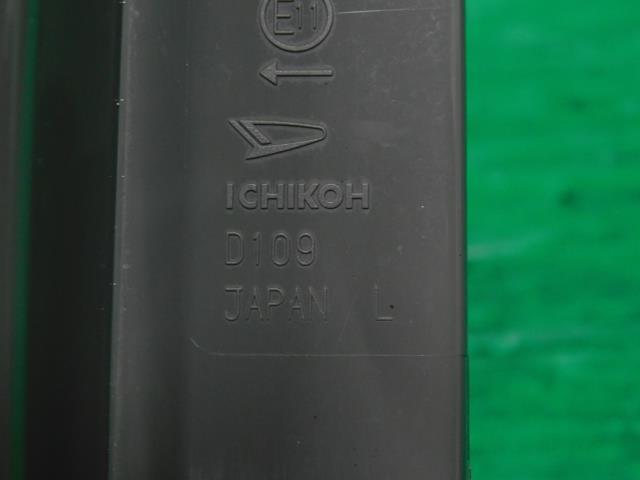 E11
ICHIKOH
D109
JAPAN L